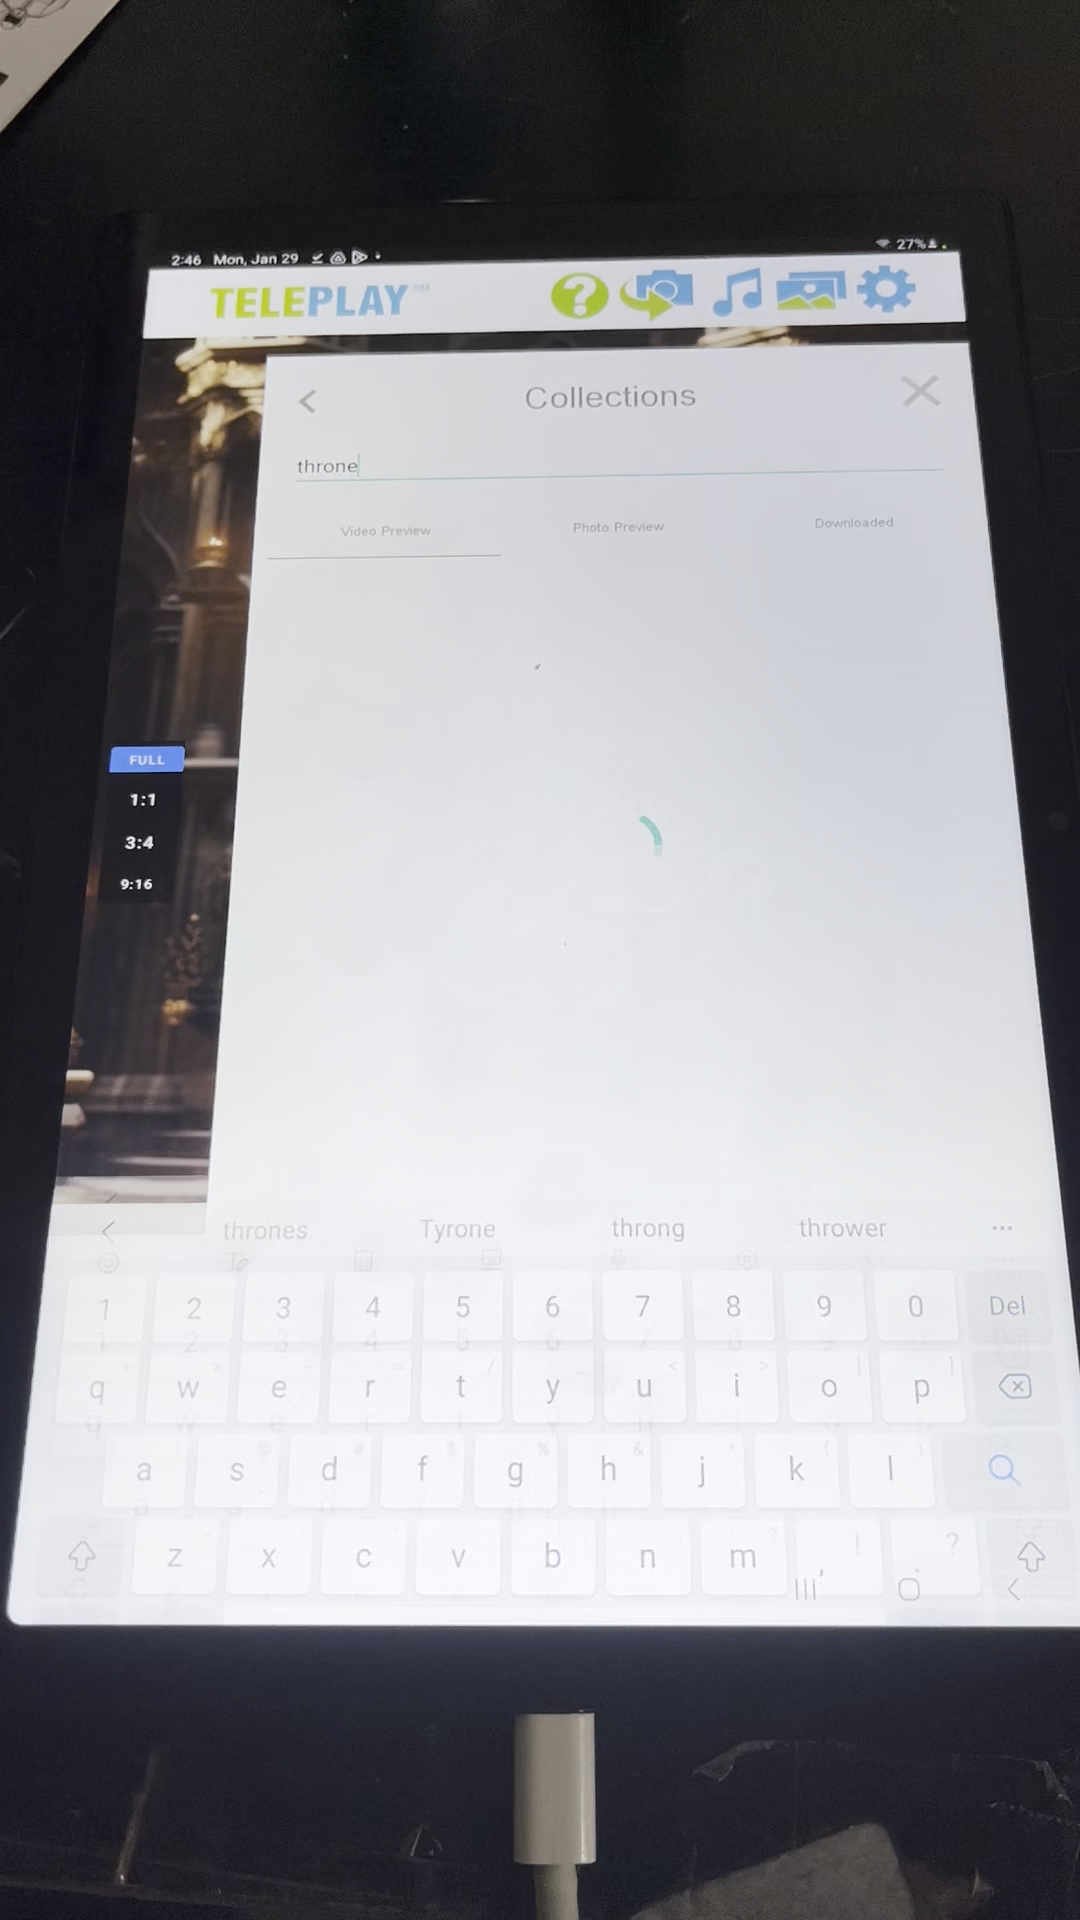 2:46 Mon, Jan 29
27%
TELEPLAY SM
Collections
throne
Video Preview Photo Preview Downloaded
FULL
1:1
3:4
9:16
thrones Tyrone throng thrower ...
1 2 3 4 5 6 7 8 9 0 Del
q w e r t y u i o p
a s d f g h j k l
z x c v b n m ! ?